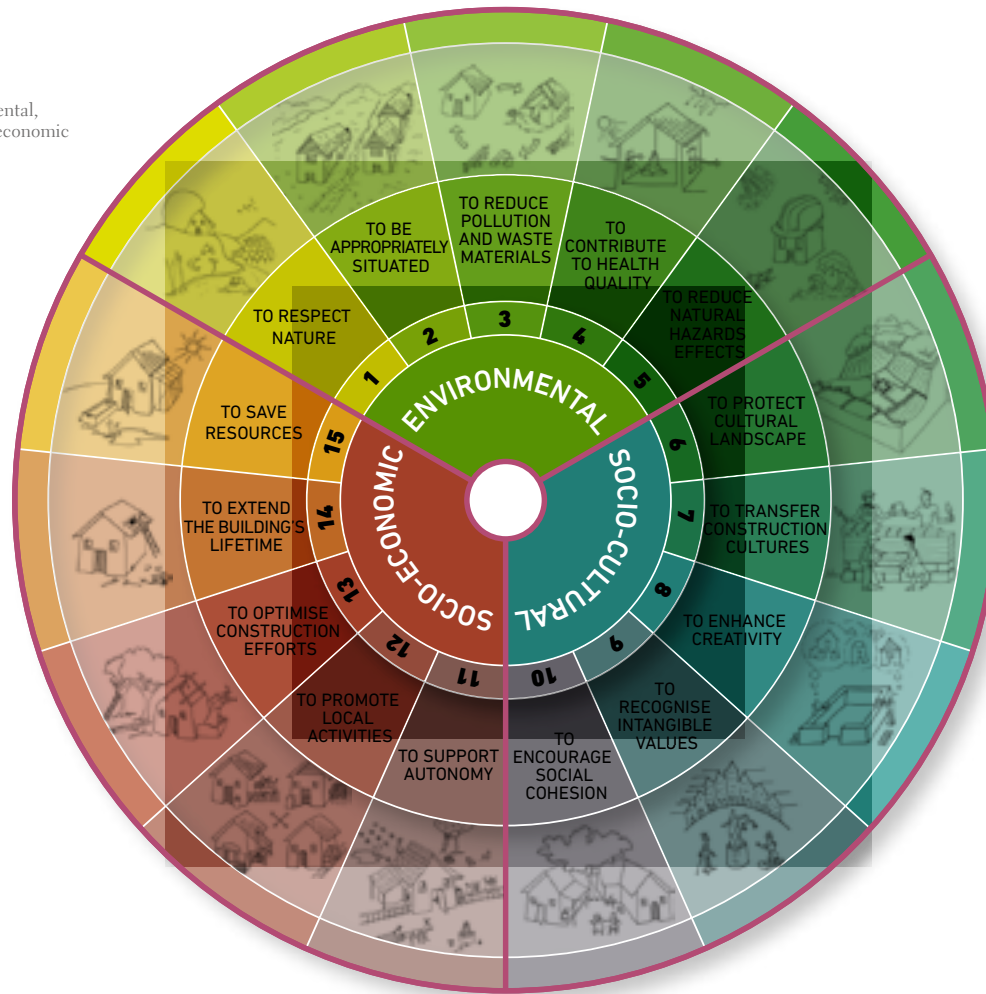 ental,
economic
ENVIRONMENTAL
SOCIO-CULTURAL
SOCIO-ECONOMIC
1
TO RESPECT
NATURE
2
TO BE
APPROPRIATELY
SITUATED
3
TO REDUCE
POLLUTION
AND WASTE
MATERIALS
4
TO
CONTRIBUTE
TO HEALTH
QUALITY
5
TO REDUCE
NATURAL
HAZARDS
EFFECTS
6
TO PROTECT
CULTURAL
LANDSCAPE
7
TO TRANSFER
CONSTRUCTION
CULTURES
8
TO ENHANCE
CREATIVITY
9
TO
RECOGNISE
INTANGIBLE
VALUES
10
TO
ENCOURAGE
SOCIAL
COHESION
11
TO SUPPORT
AUTONOMY
12
TO PROMOTE
LOCAL
ACTIVITIES
13
TO OPTIMISE
CONSTRUCTION
EFFORTS
14
TO EXTEND
THE BUILDING'S
LIFETIME
15
TO SAVE
RESOURCES